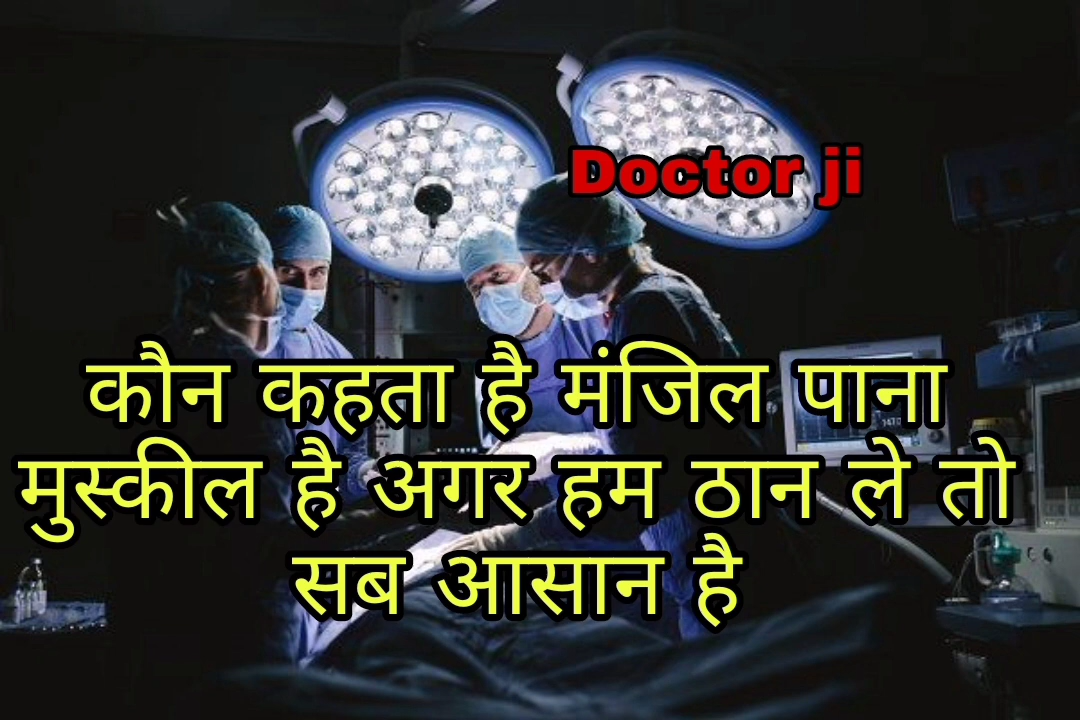 Doctor ji
कौन कहता है मंजिल पाना
मुस्कील है अगर हम ठान ले तो
सब आसान है